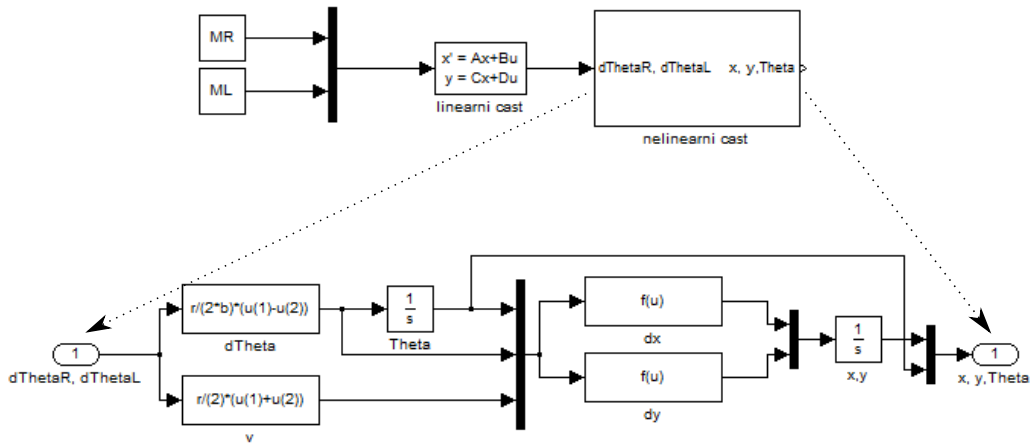 MR
ML
x' = Ax+Bu
y = Cx+Du
linearni cast
dThetaR, dThetaL
x, y,Theta
nelinearni cast
1
dThetaR, dThetaL
r/(2*b)*(u(1)-u(2))
dTheta
r/(2)*(u(1)+u(2))
v
1
s
Theta
f(u)
dx
f(u)
dy
1
s
x,y
1
x, y,Theta